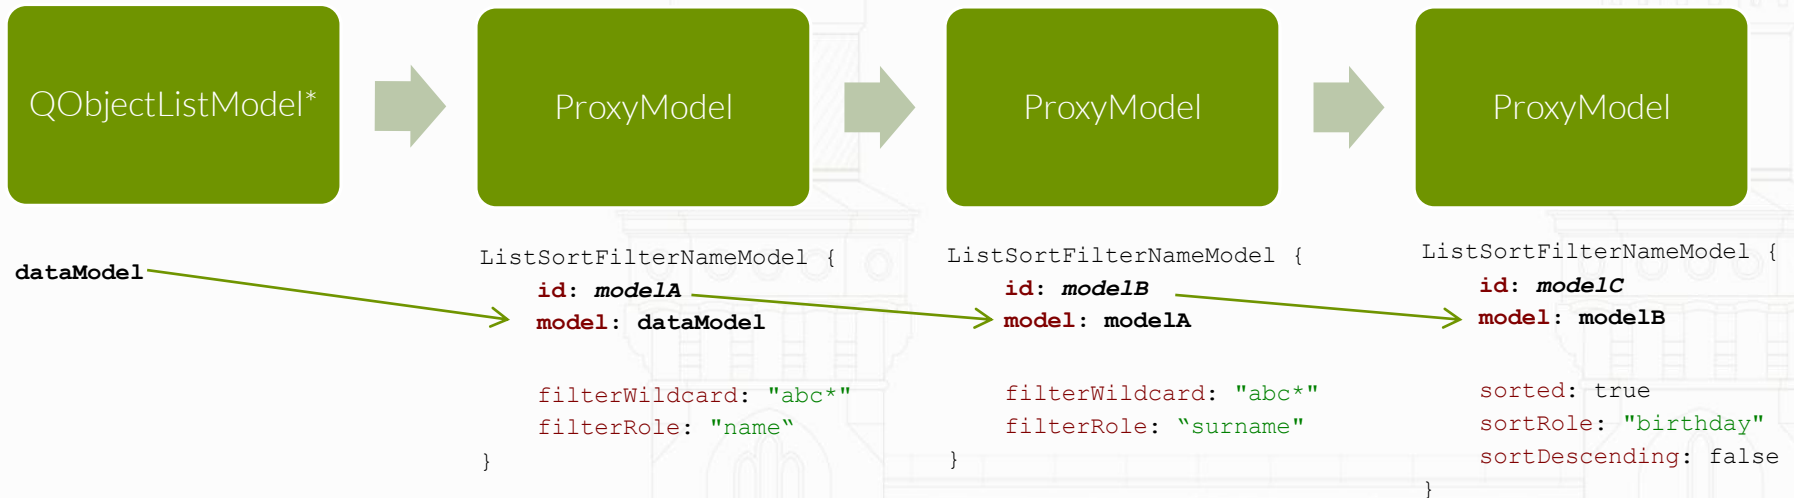 QObjectListModel*
ProxyModel
ProxyModel
ProxyModel
dataModel
ListSortFilterNameModel {
id: modelA
model: dataModel
filterWildcard: "abc*"
filterRole: "name“
}
ListSortFilterNameModel {
id: modelB
model: modelA
filterWildcard: "abc*"
filterRole: “surname"
}
ListSortFilterNameModel {
id: modelC
model: modelB
sorted: true
sortRole: "birthday"
sortDescending: false
}